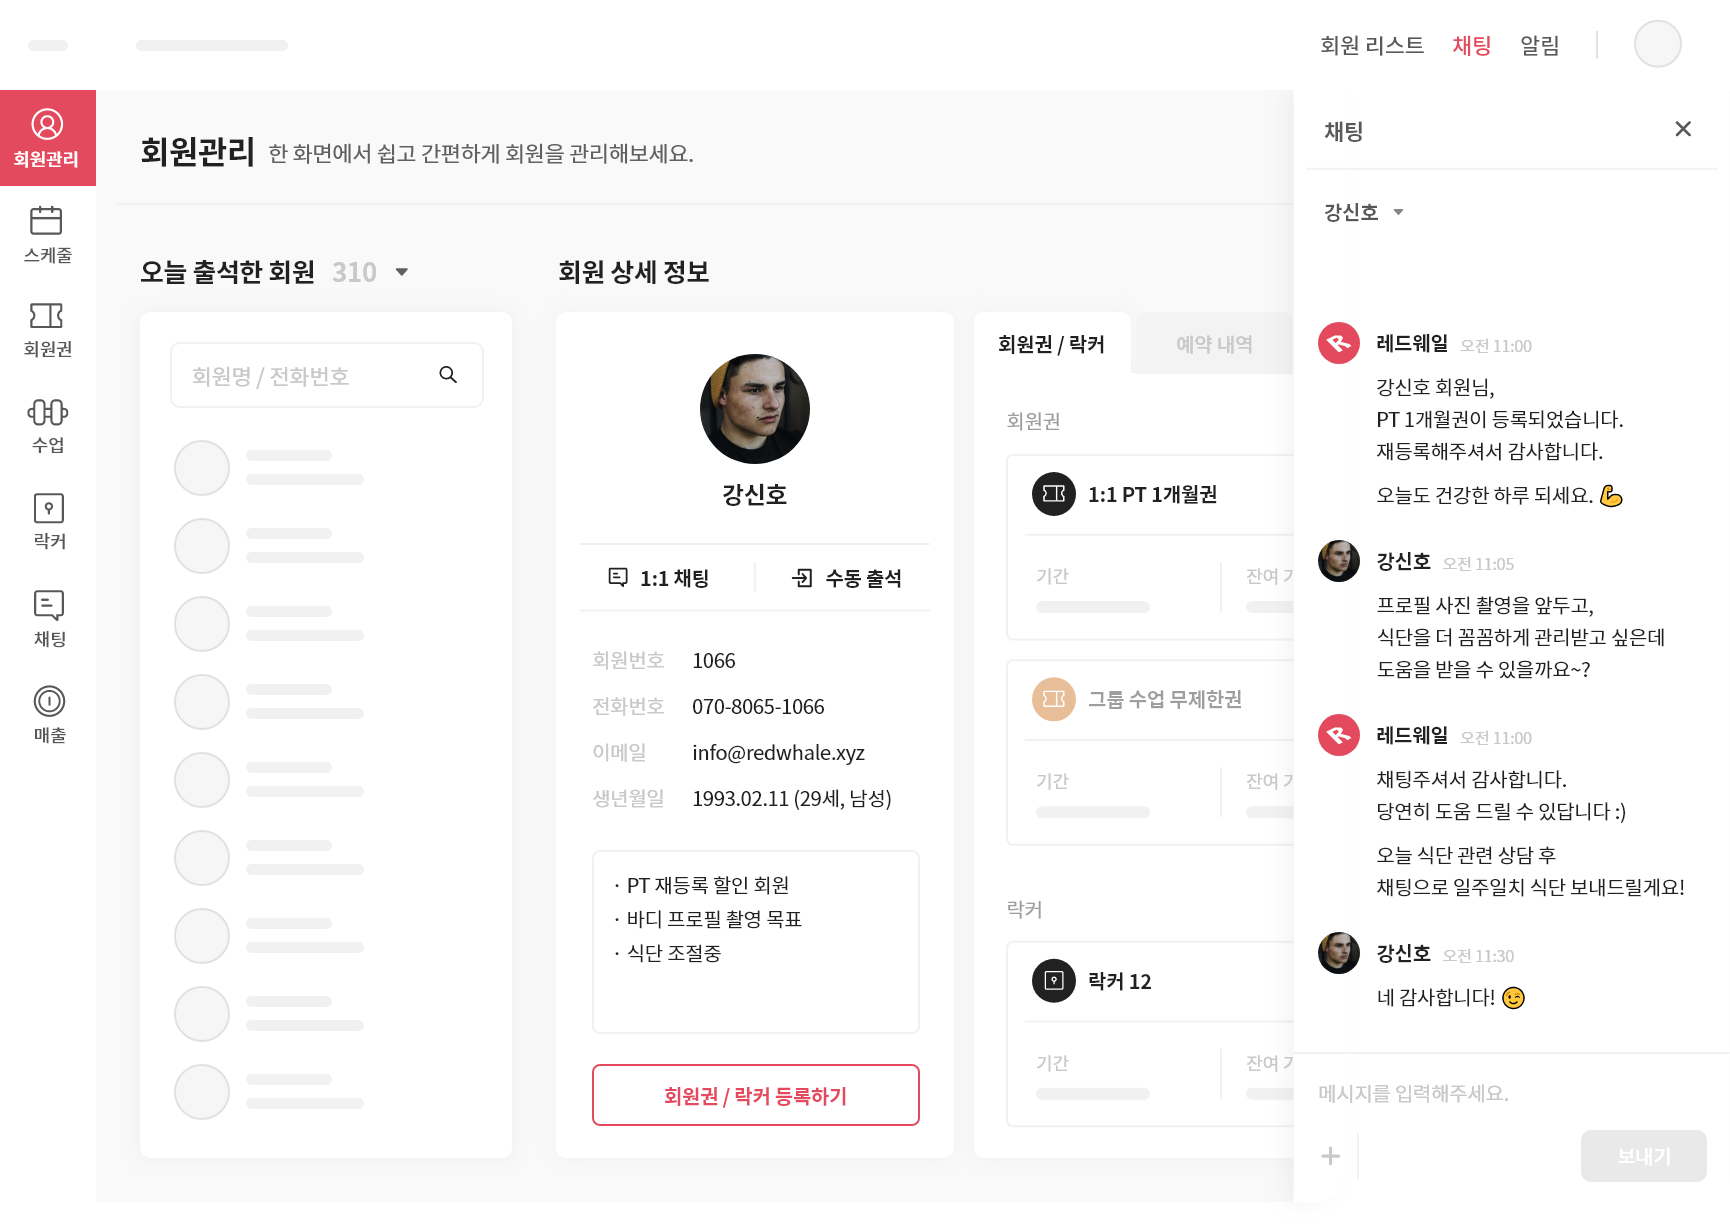 회원 리스트 채팅 알림
회원관리
스케줄
회원권
수업
락커
채팅
매출
회원관리 한 화면에서 쉽고 간편하게 회원을 관리해보세요.
오늘 출석한 회원 310
회원명 / 전화번호
회원 상세 정보
강신호
1:1 채팅 수동 출석
회원번호 1066
전화번호 070-8065-1066
이메일 info@redwhale.xyz
생년월일 1993.02.11 (29세, 남성)
· PT 재등록 할인 회원
· 바디 프로필 촬영 목표
· 식단 조절중
회원권 / 락커 등록하기
회원권 / 락커 예약 내역
회원권
1:1 PT 1개월권
기간 잔여
그룹 수업 무제한권
기간 잔여
락커
락커 12
기간 잔여
채팅
강신호
레드웨일 오전 11:00
강신호 회원님,
PT 1개월권이 등록되었습니다.
재등록해주셔서 감사합니다.
오늘도 건강한 하루 되세요. 💪
강신호 오전 11:05
프로필 사진 촬영을 앞두고,
식단을 더 꼼꼼하게 관리받고 싶은데
도움을 받을 수 있을까요~?
레드웨일 오전 11:00
채팅주셔서 감사합니다.
당연히 도움 드릴 수 있답니다 :)
오늘 식단 관련 상담 후
채팅으로 일주일치 식단 보내드릴게요!
강신호 오전 11:30
네 감사합니다! 😉
메시지를 입력해주세요.
보내기